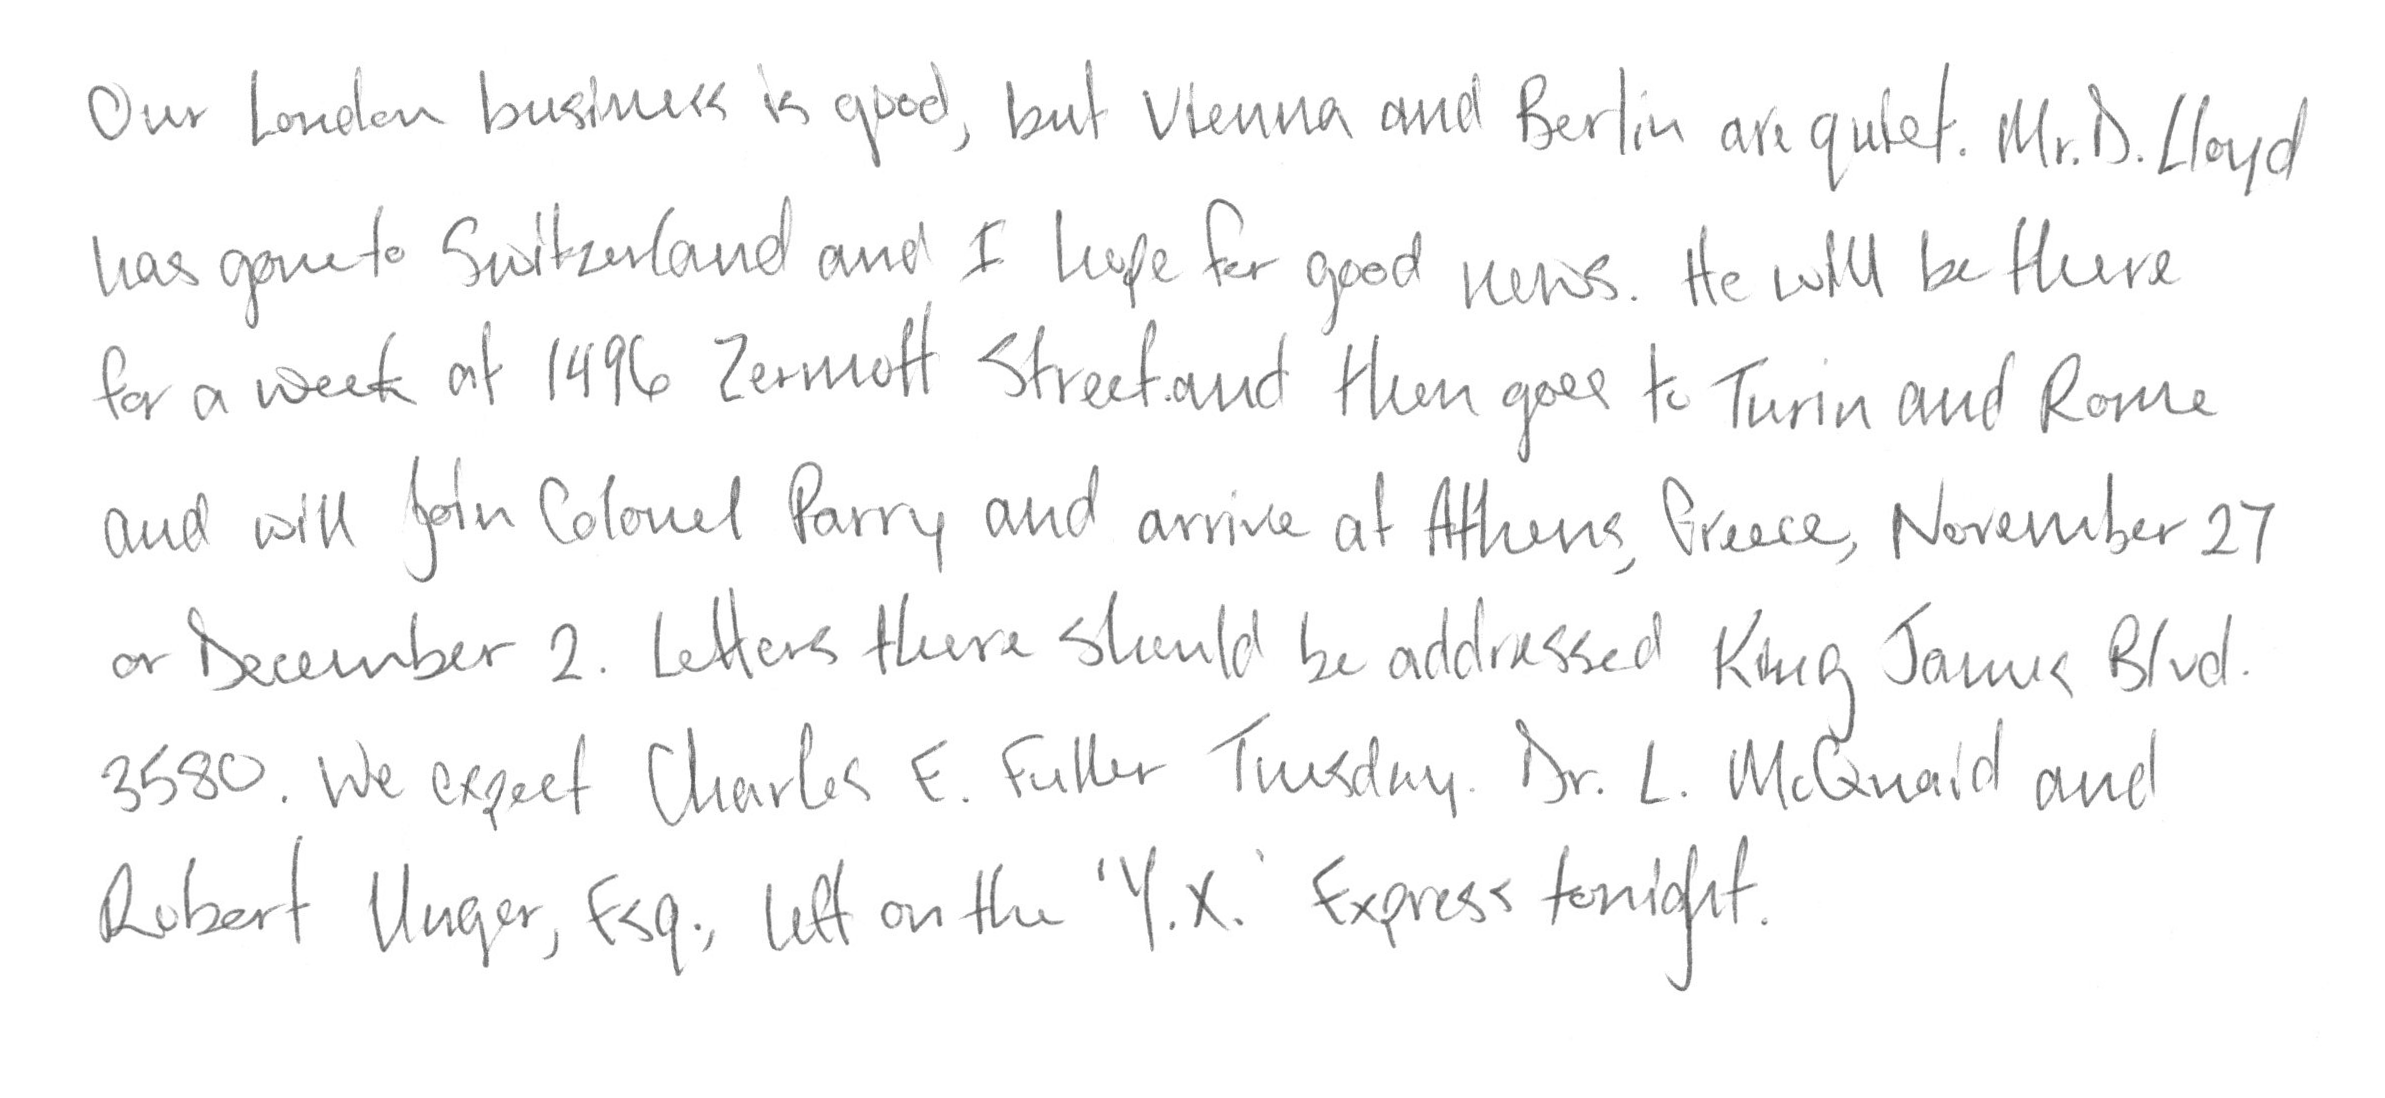 Our London business is good, but Vienna and Berlin are quiet. Mr. D. Lloyd
has gone to Switzerland and I hope for good news. He will be there
for a week at 1496 Zermott Street and then goes to Turin and Rome
and will join Colonel Parry and arrive at Athens, Greece, November 27
or December 2. Letters there should be addressed King James Blvd.
3580. We expect Charles E. Fuller Tuesday. Dr. L. McQuaid and
Robert Unger, Esq., left on the 'Y.X.' Express tonight.